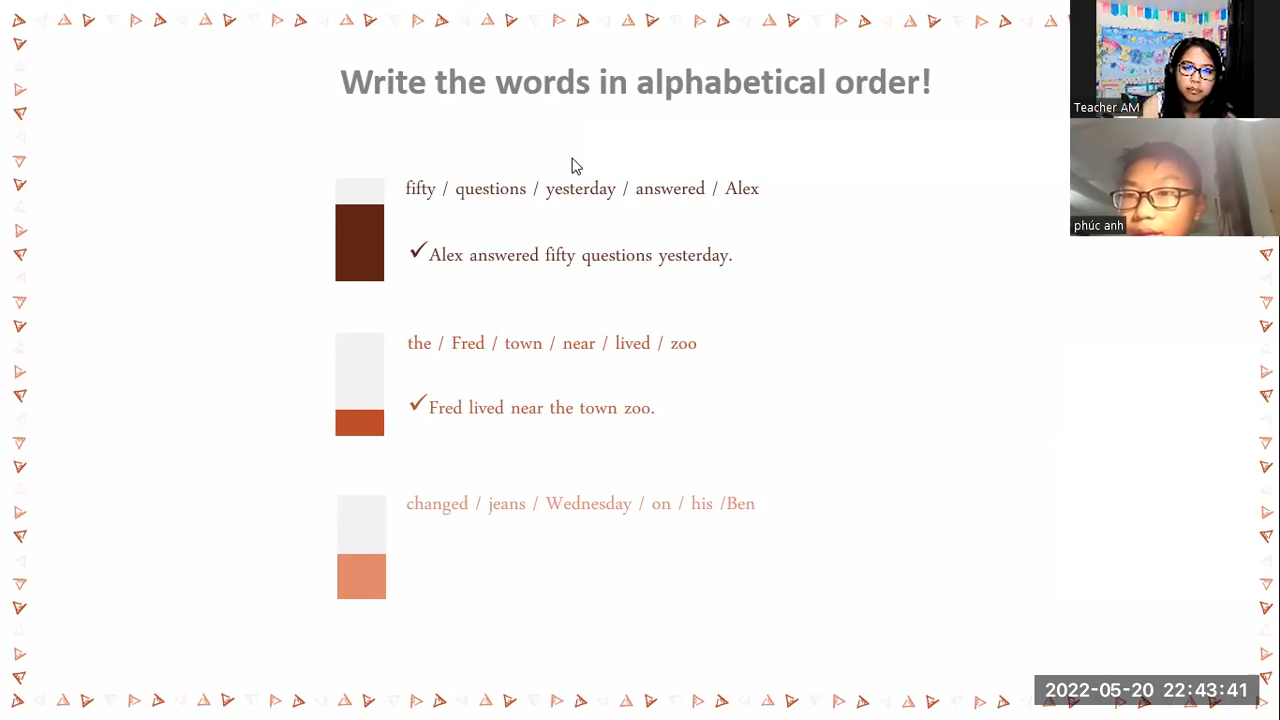 Write the words in alphabetical order!
Teacher AM
fifty / questions / yesterday / answered / Alex
phúc anh
✓Alex answered fifty questions yesterday.
the / Fred / town / near / lived / zoo
✓Fred lived near the town zoo.
changed / jeans / Wednesday / on / his /Ben
2022-05-20 22:43:41